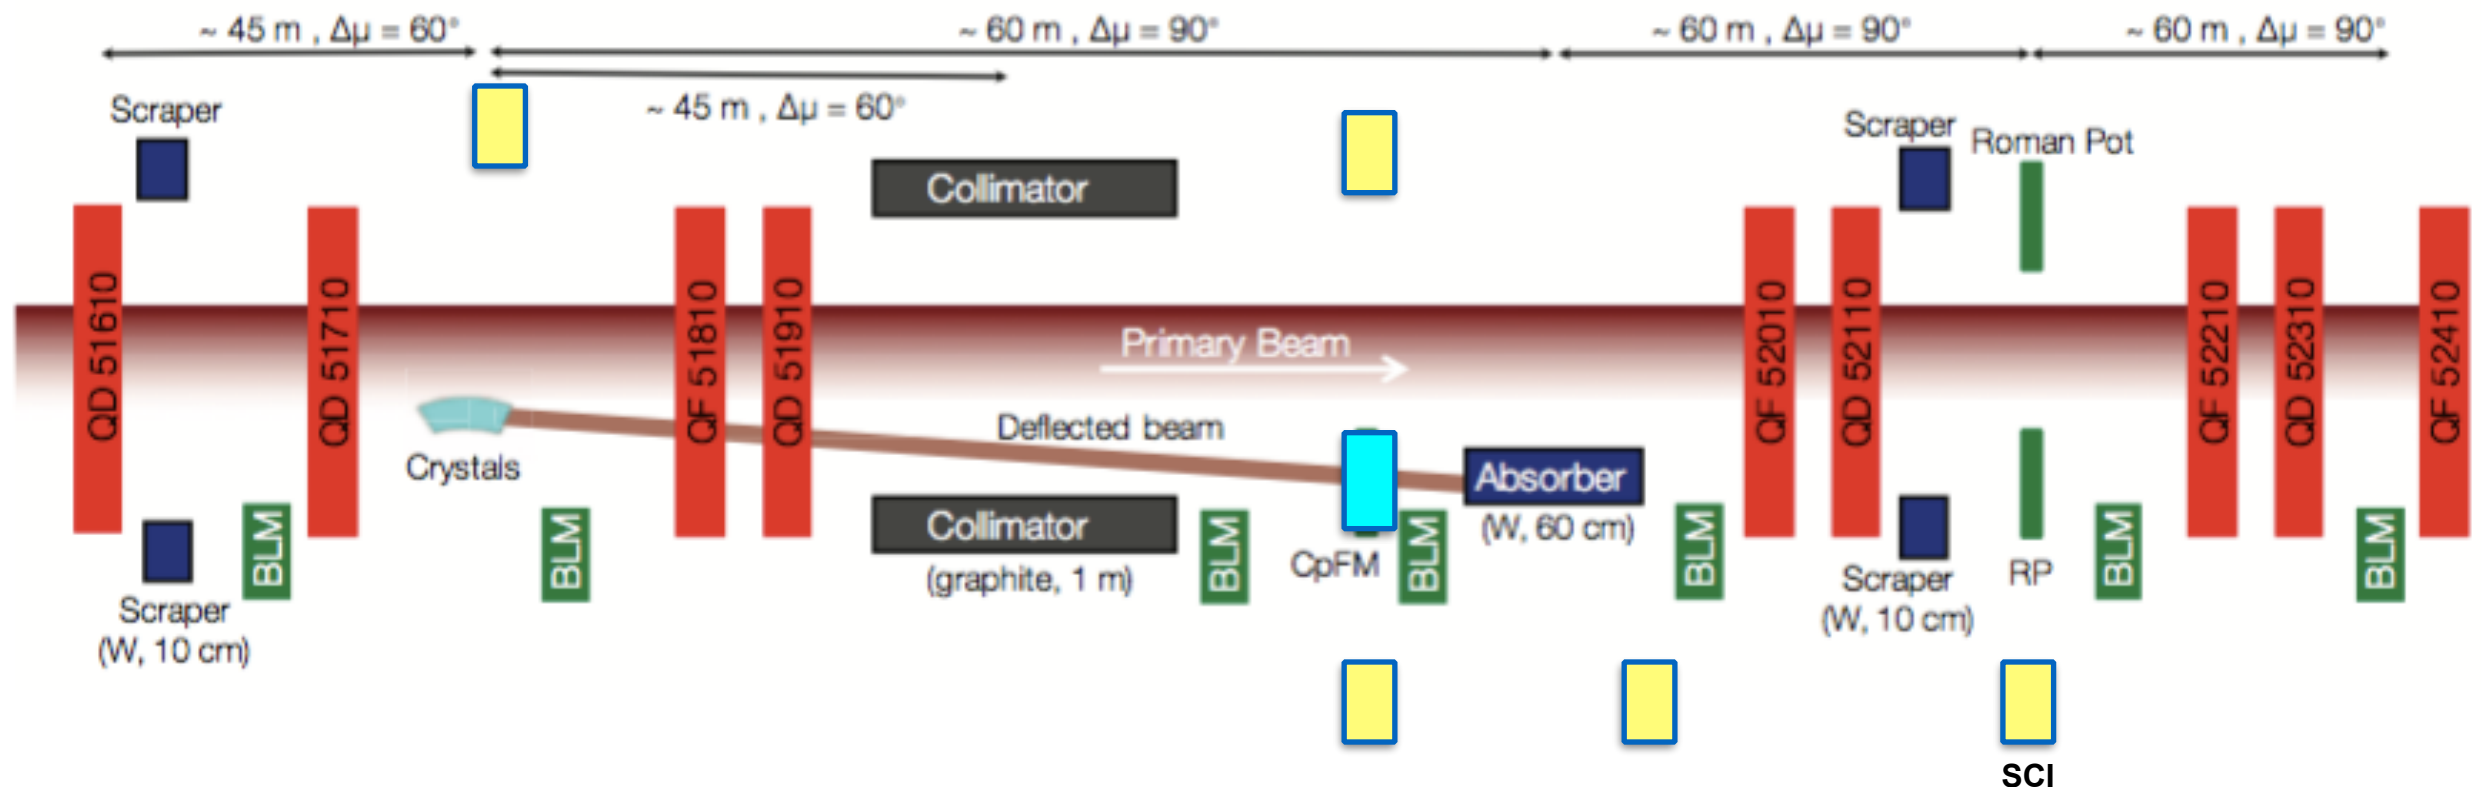 ~ 45 m , Δμ = 60°
~ 60 m , Δμ = 90°
~ 60 m , Δμ = 90°
~ 60 m , Δμ = 90°
~ 45 m , Δμ = 60°
Scraper
Scraper
Roman Pot
Collimator
QD 51610
QD 51710
QF 51810
QD 51910
QF 52010
QD 52110
QF 52210
QD 52310
QF 52410
Primary Beam
Deflected beam
Crystals
Absorber
(W, 60 cm)
Collimator
(graphite, 1 m)
BLM
BLM
BLM
CpFM
BLM
BLM
BLM
BLM
Scraper
(W, 10 cm)
Scraper
(W, 10 cm)
RP
SCI